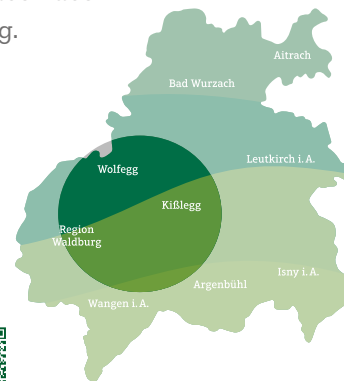 g.
Aitrach
Bad Wurzach
Leutkirch i. A.
Wolfegg
Kißlegg
Region
Waldburg
Isny i. A.
Argenbühl
Wangen i. A.